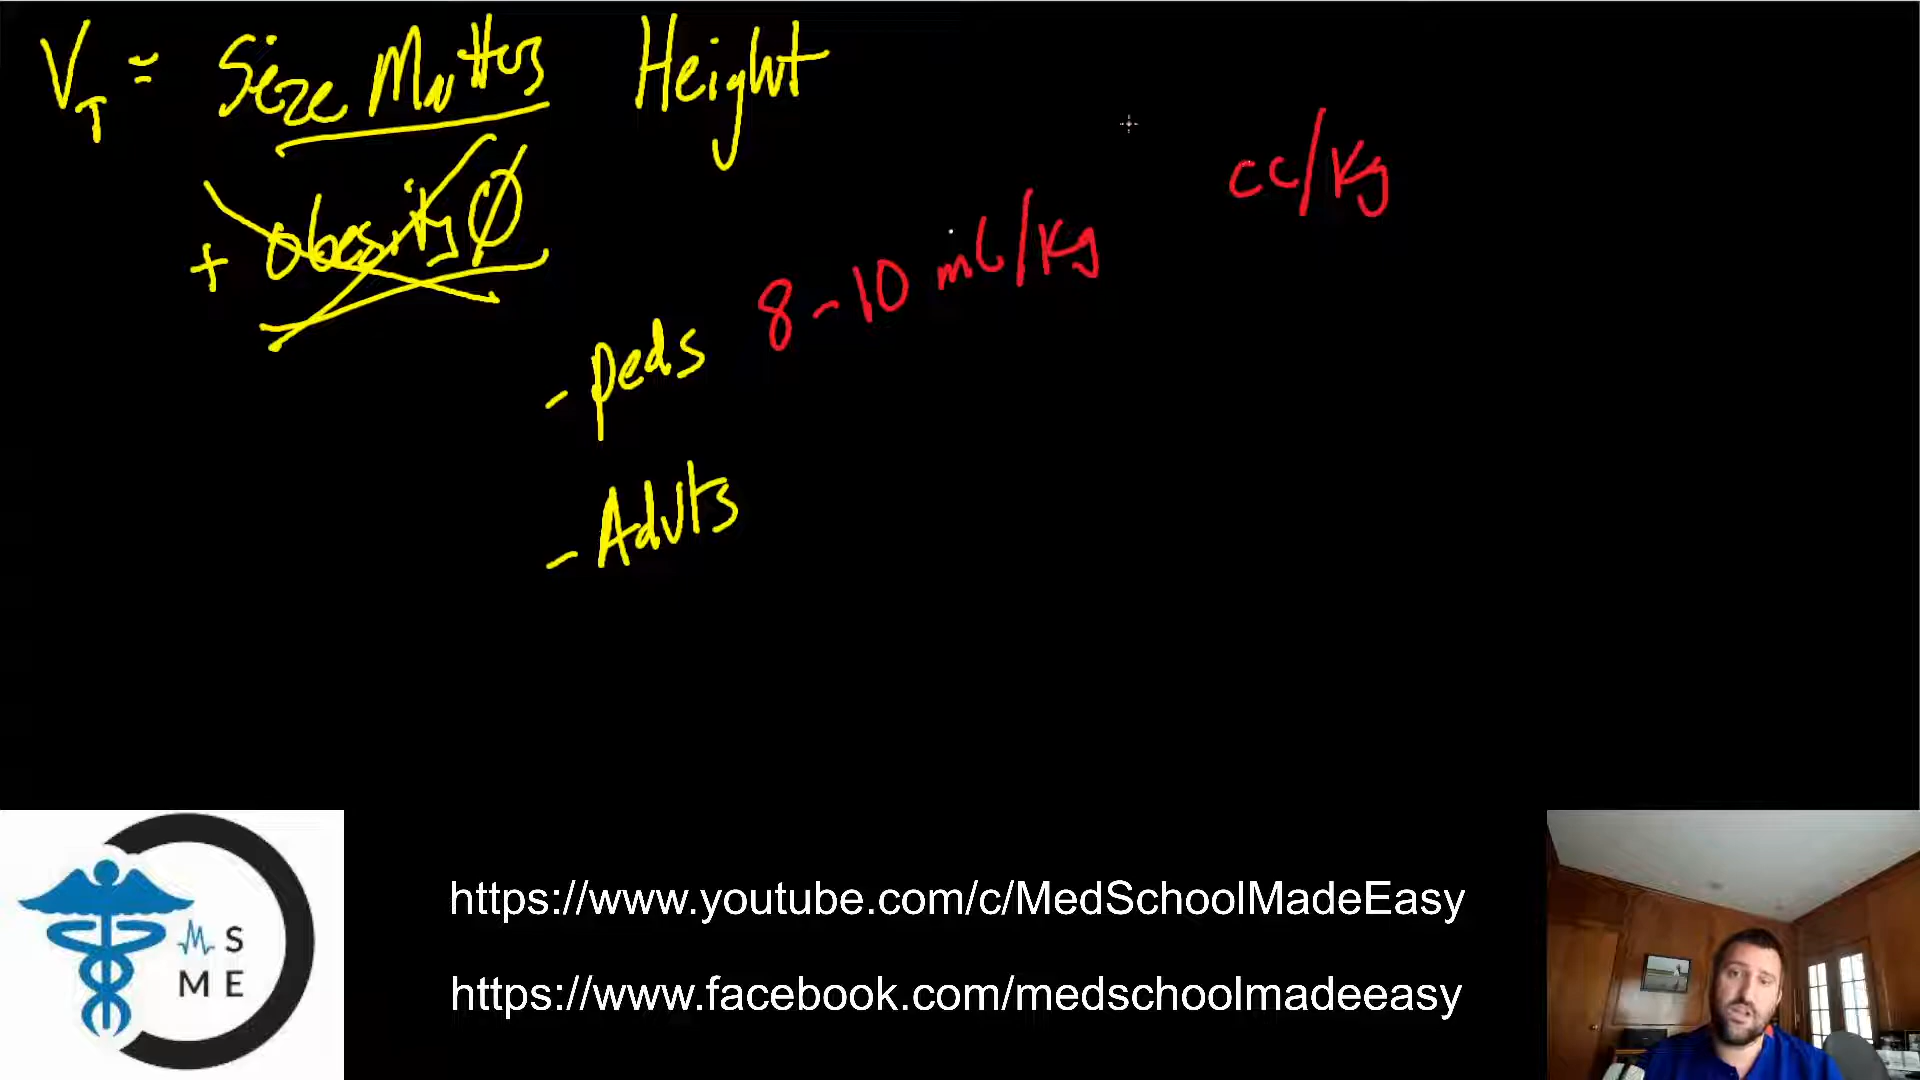 VT = Size Matters Height
cc/Kg
+ obesity Ø
8-10 mL/Kg
- peds
- Adults
M S
M E
https://www.youtube.com/c/MedSchoolMadeEasy
https://www.facebook.com/medschoolmadeeasy